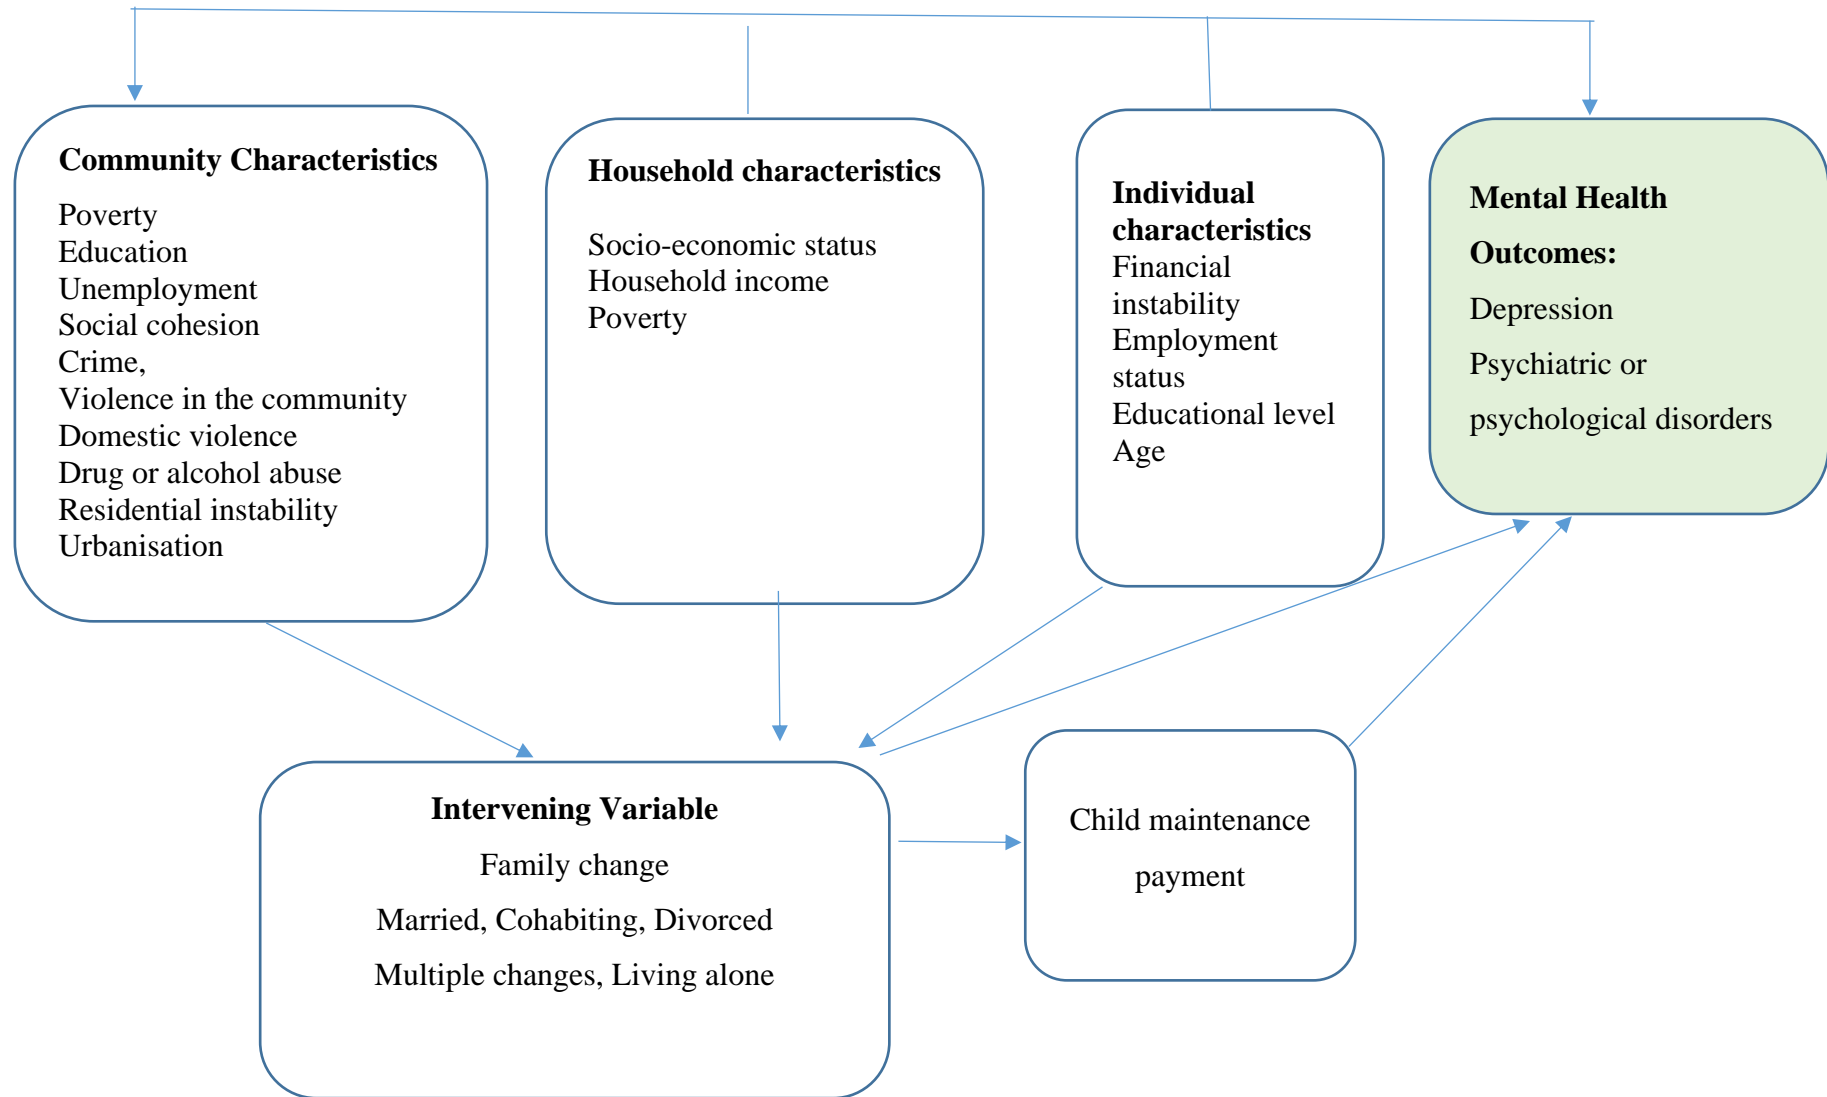 Community Characteristics
Poverty
Education
Unemployment
Social cohesion
Crime,
Violence in the community
Domestic violence
Drug or alcohol abuse
Residential instability
Urbanisation
Household characteristics
Socio-economic status
Household income
Poverty
Individual
characteristics
Financial
instability
Employment
status
Educational level
Age
Mental Health
Outcomes:
Depression
Psychiatric or
psychological disorders
Intervening Variable
Family change
Married, Cohabiting, Divorced
Multiple changes, Living alone
Child maintenance
payment